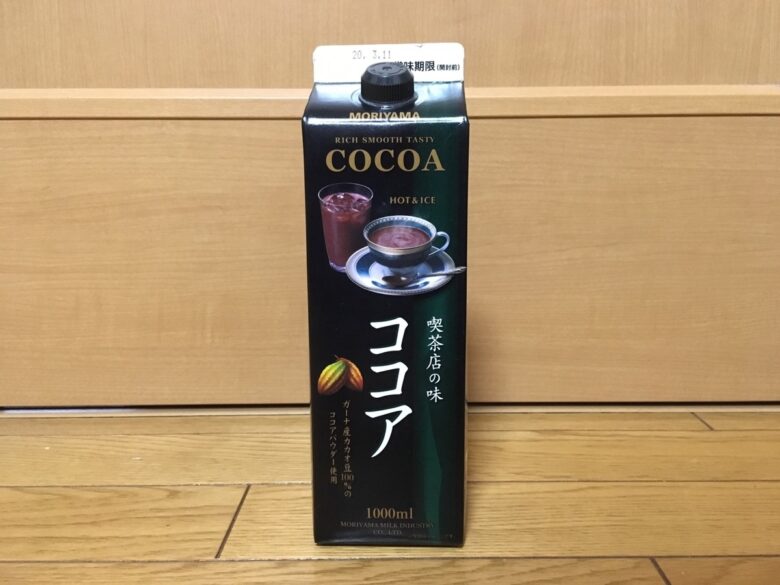 20. 3.11
賞味期限(開封前)
MORIYAMA
RICH SMOOTH TASTY
COCOA
HOT & ICE
喫茶店の味
ココア
ガーナ産カカオ豆100%の
ココアパウダー使用
1000ml
MORIYAMA MILK INDUSTRY
CO., LTD.